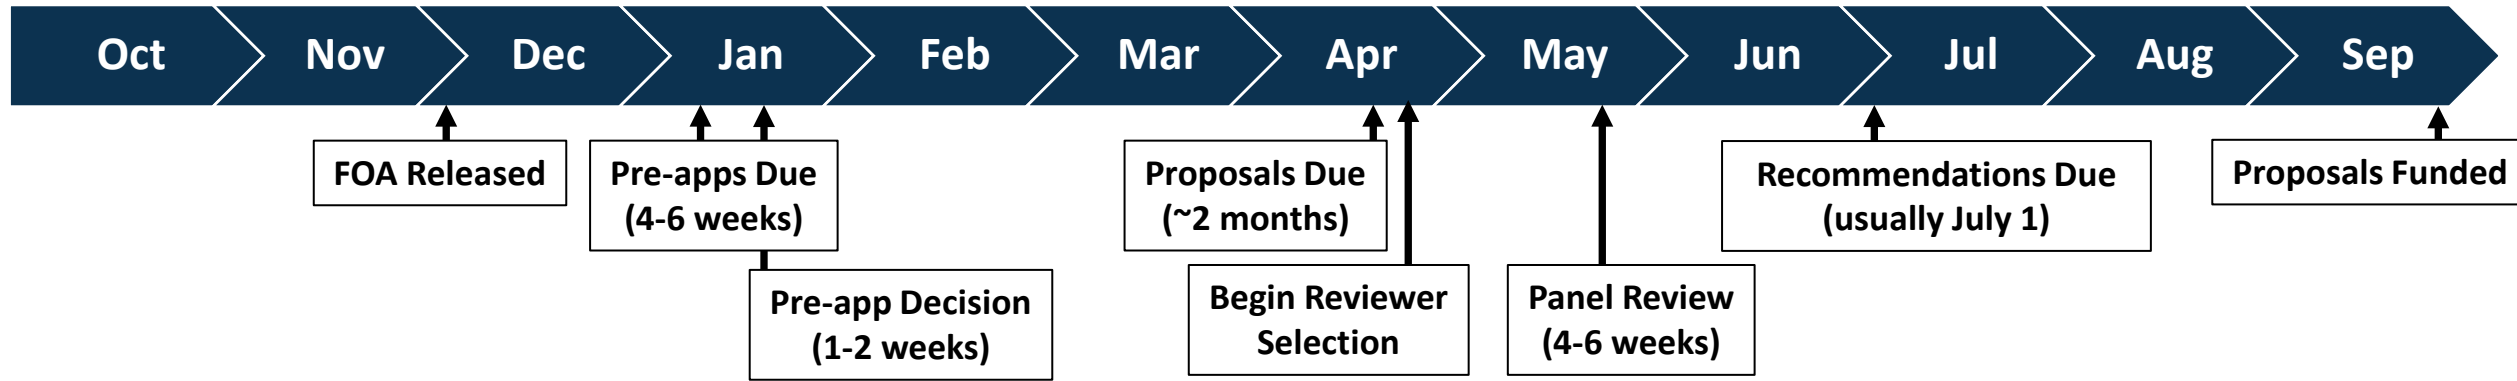 Oct Nov Dec Jan Feb Mar Apr May Jun Jul Aug Sep
FOA Released
Pre-apps Due
(4-6 weeks)
Pre-app Decision
(1-2 weeks)
Proposals Due
(~2 months)
Begin Reviewer
Selection
Panel Review
(4-6 weeks)
Recommendations Due
(usually July 1)
Proposals Funded